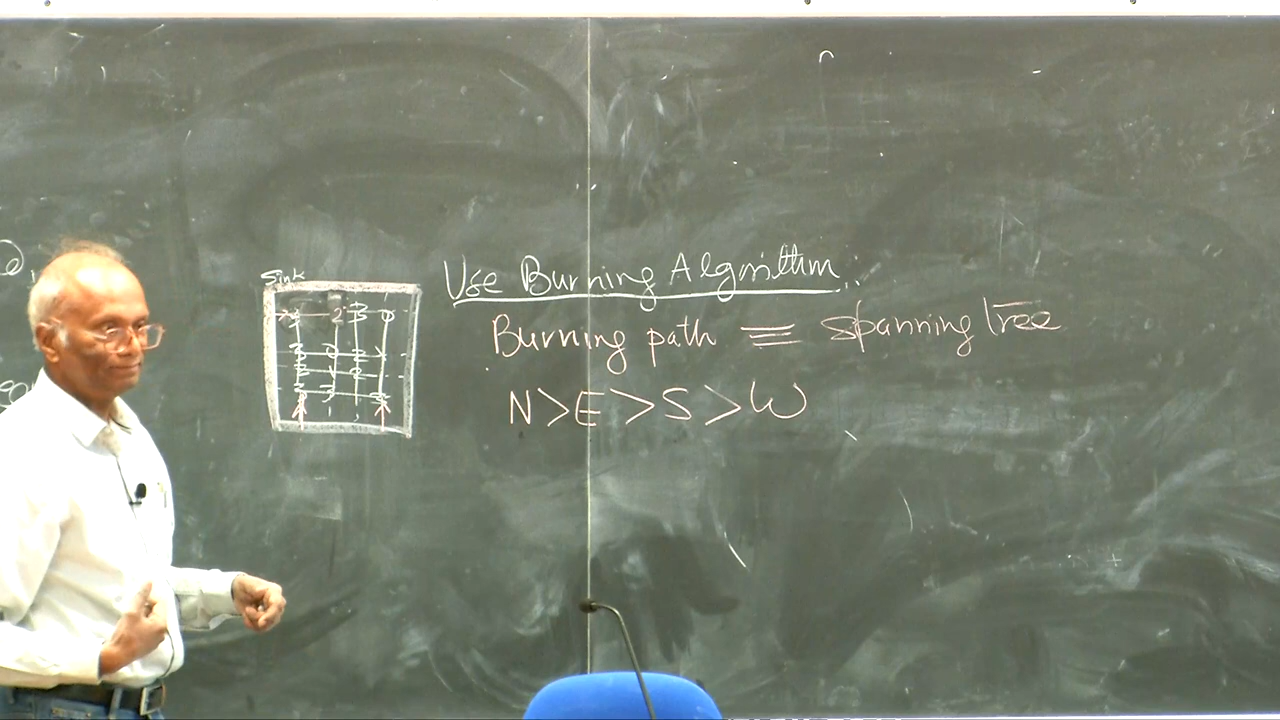 Sink
Use Burning Algorithm..
Burning path ≡ spanning Tree
N>E>S>W